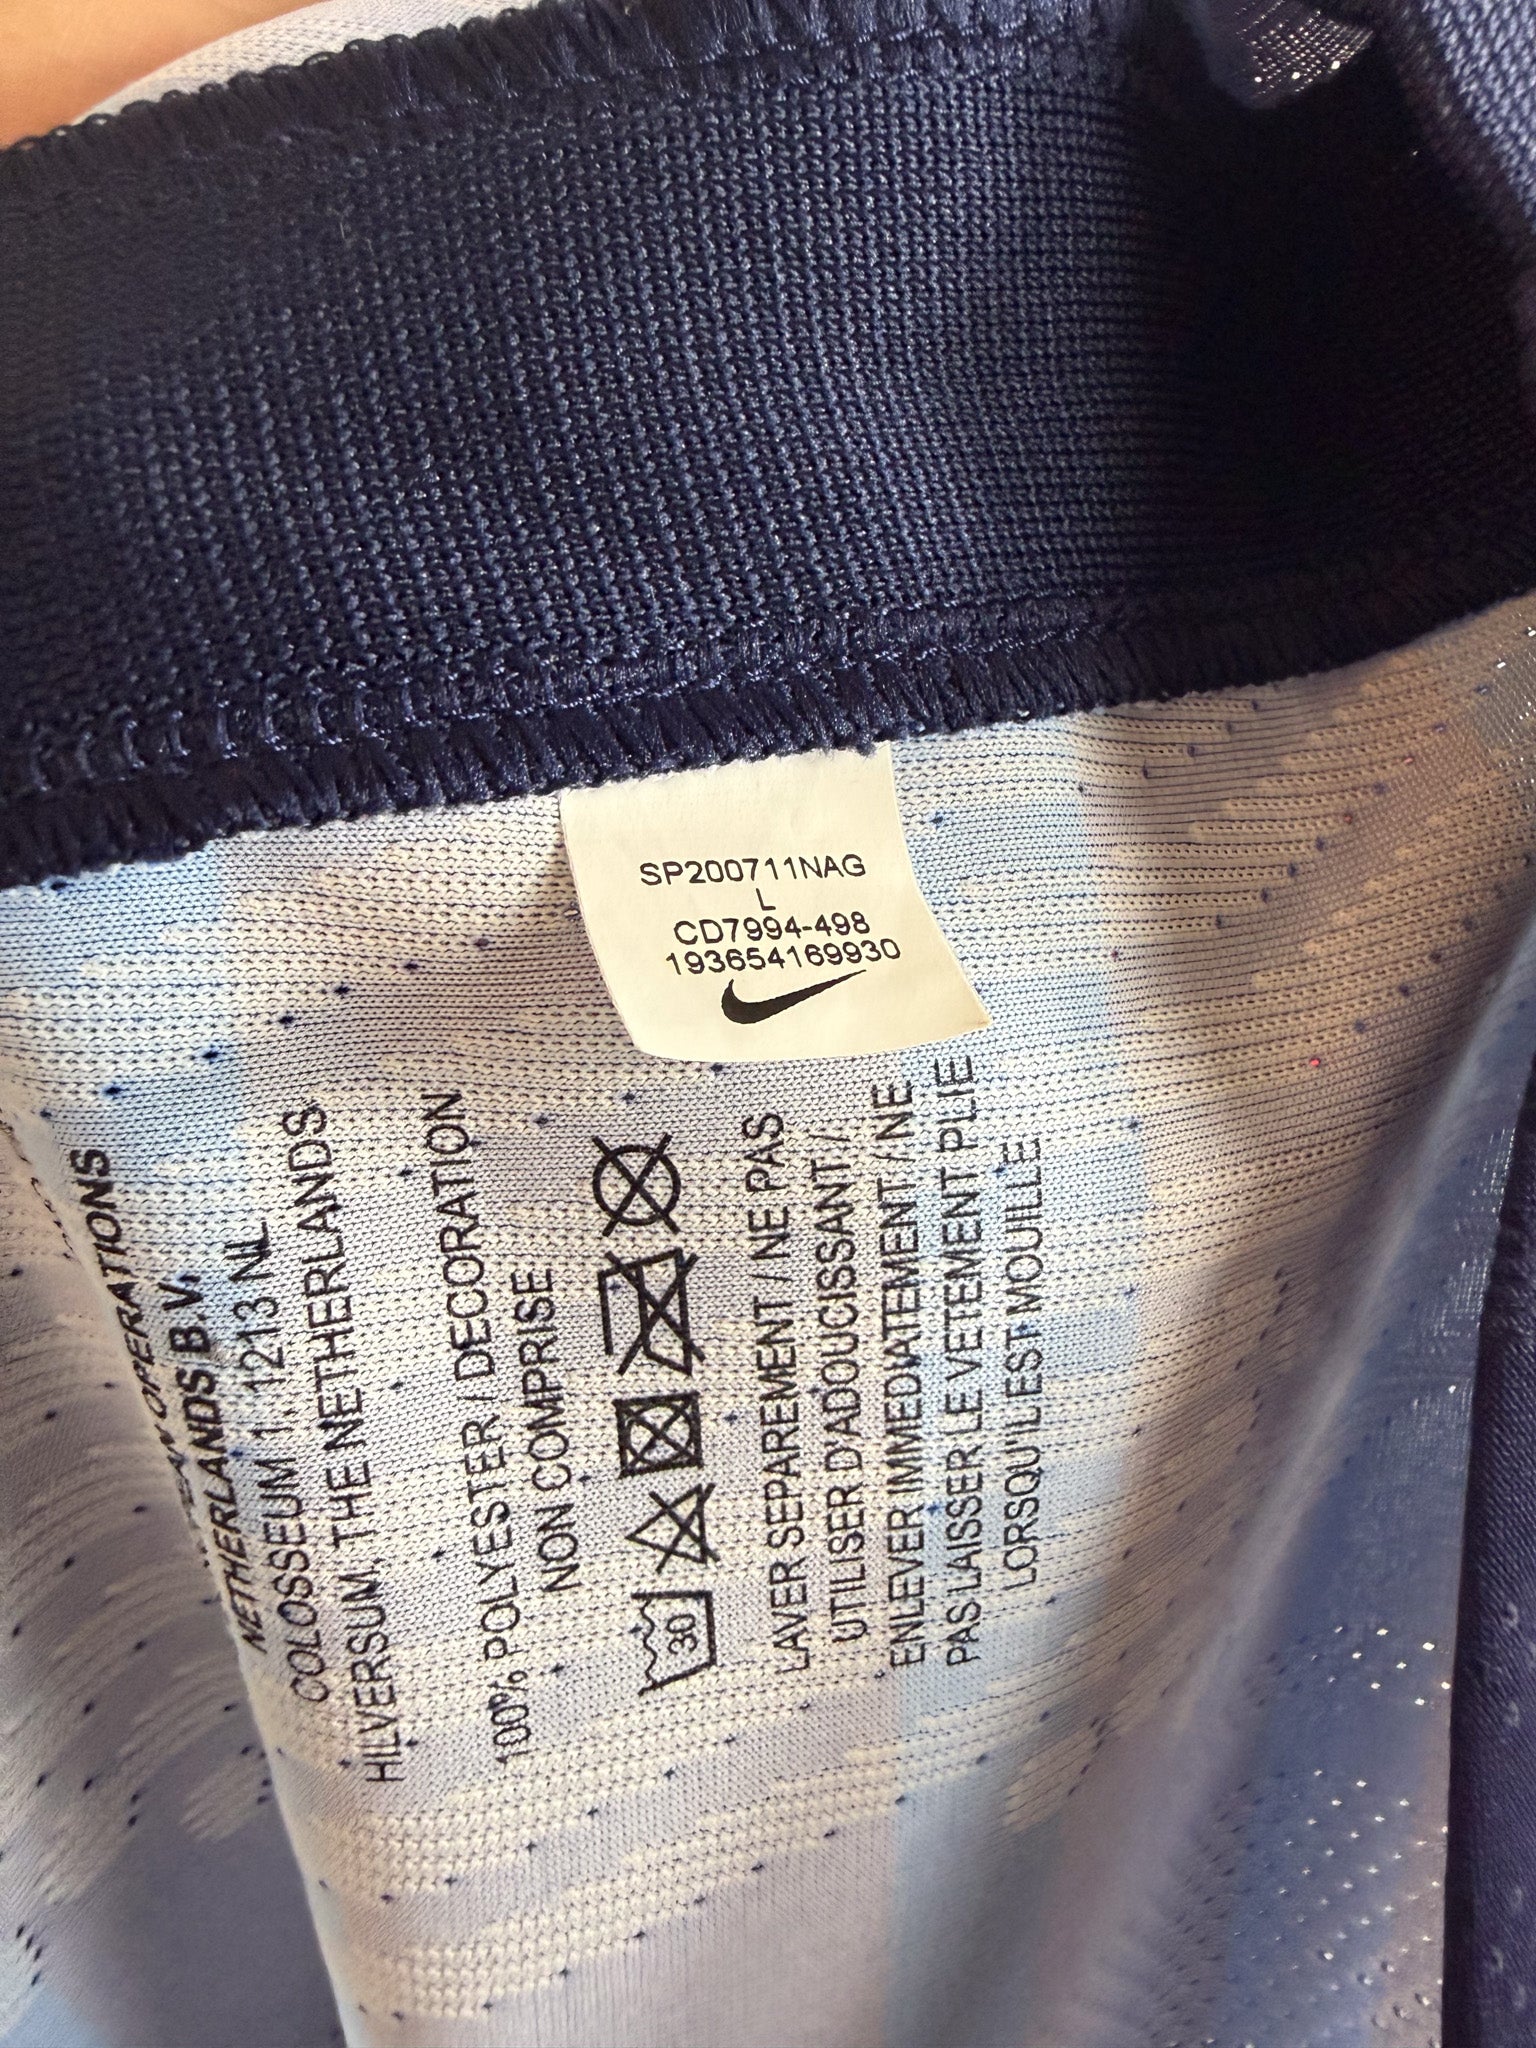 SP200711NAG
L
CD7994-498
193654169930
OPERATIONS
NETHERLANDS B.V.
COLOSSEUM 1, 1213 NL
HILVERSUM, THE NETHERLANDS
100% POLYESTER / DECORATION
NON COMPRISE
30
LAVER SEPAREMENT / NE PAS
UTILISER D'ADOUCISSANT /
ENLEVER IMMEDIATEMENT / NE
PAS LAISSER LE VETEMENT PLIE
LORSQU'L EST MOUILLE